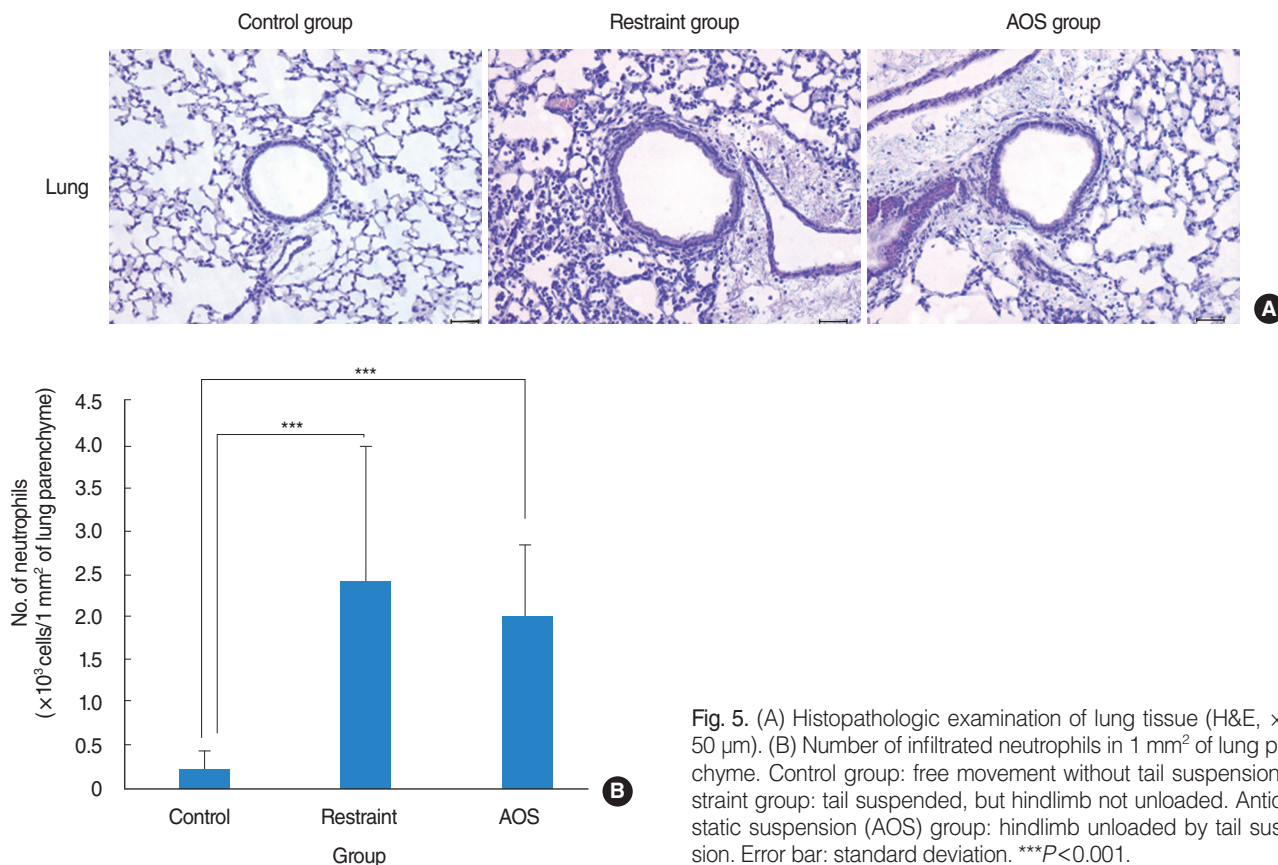 Control group
Restraint group
AOS group
Lung
A
***
***
No. of neutrophils
(×10³ cells/1 mm² of lung parenchyme)
4.5
4.0
3.5
3.0
2.5
2.0
1.5
1.0
0.5
0
Control
Restraint
AOS
Group
B
Fig. 5. (A) Histopathologic examination of lung tissue (H&E, ×
50 μm). (B) Number of infiltrated neutrophils in 1 mm² of lung p
chyme. Control group: free movement without tail suspension
straint group: tail suspended, but hindlimb not unloaded. Antio
static suspension (AOS) group: hindlimb unloaded by tail sus
sion. Error bar: standard deviation. ***P<0.001.